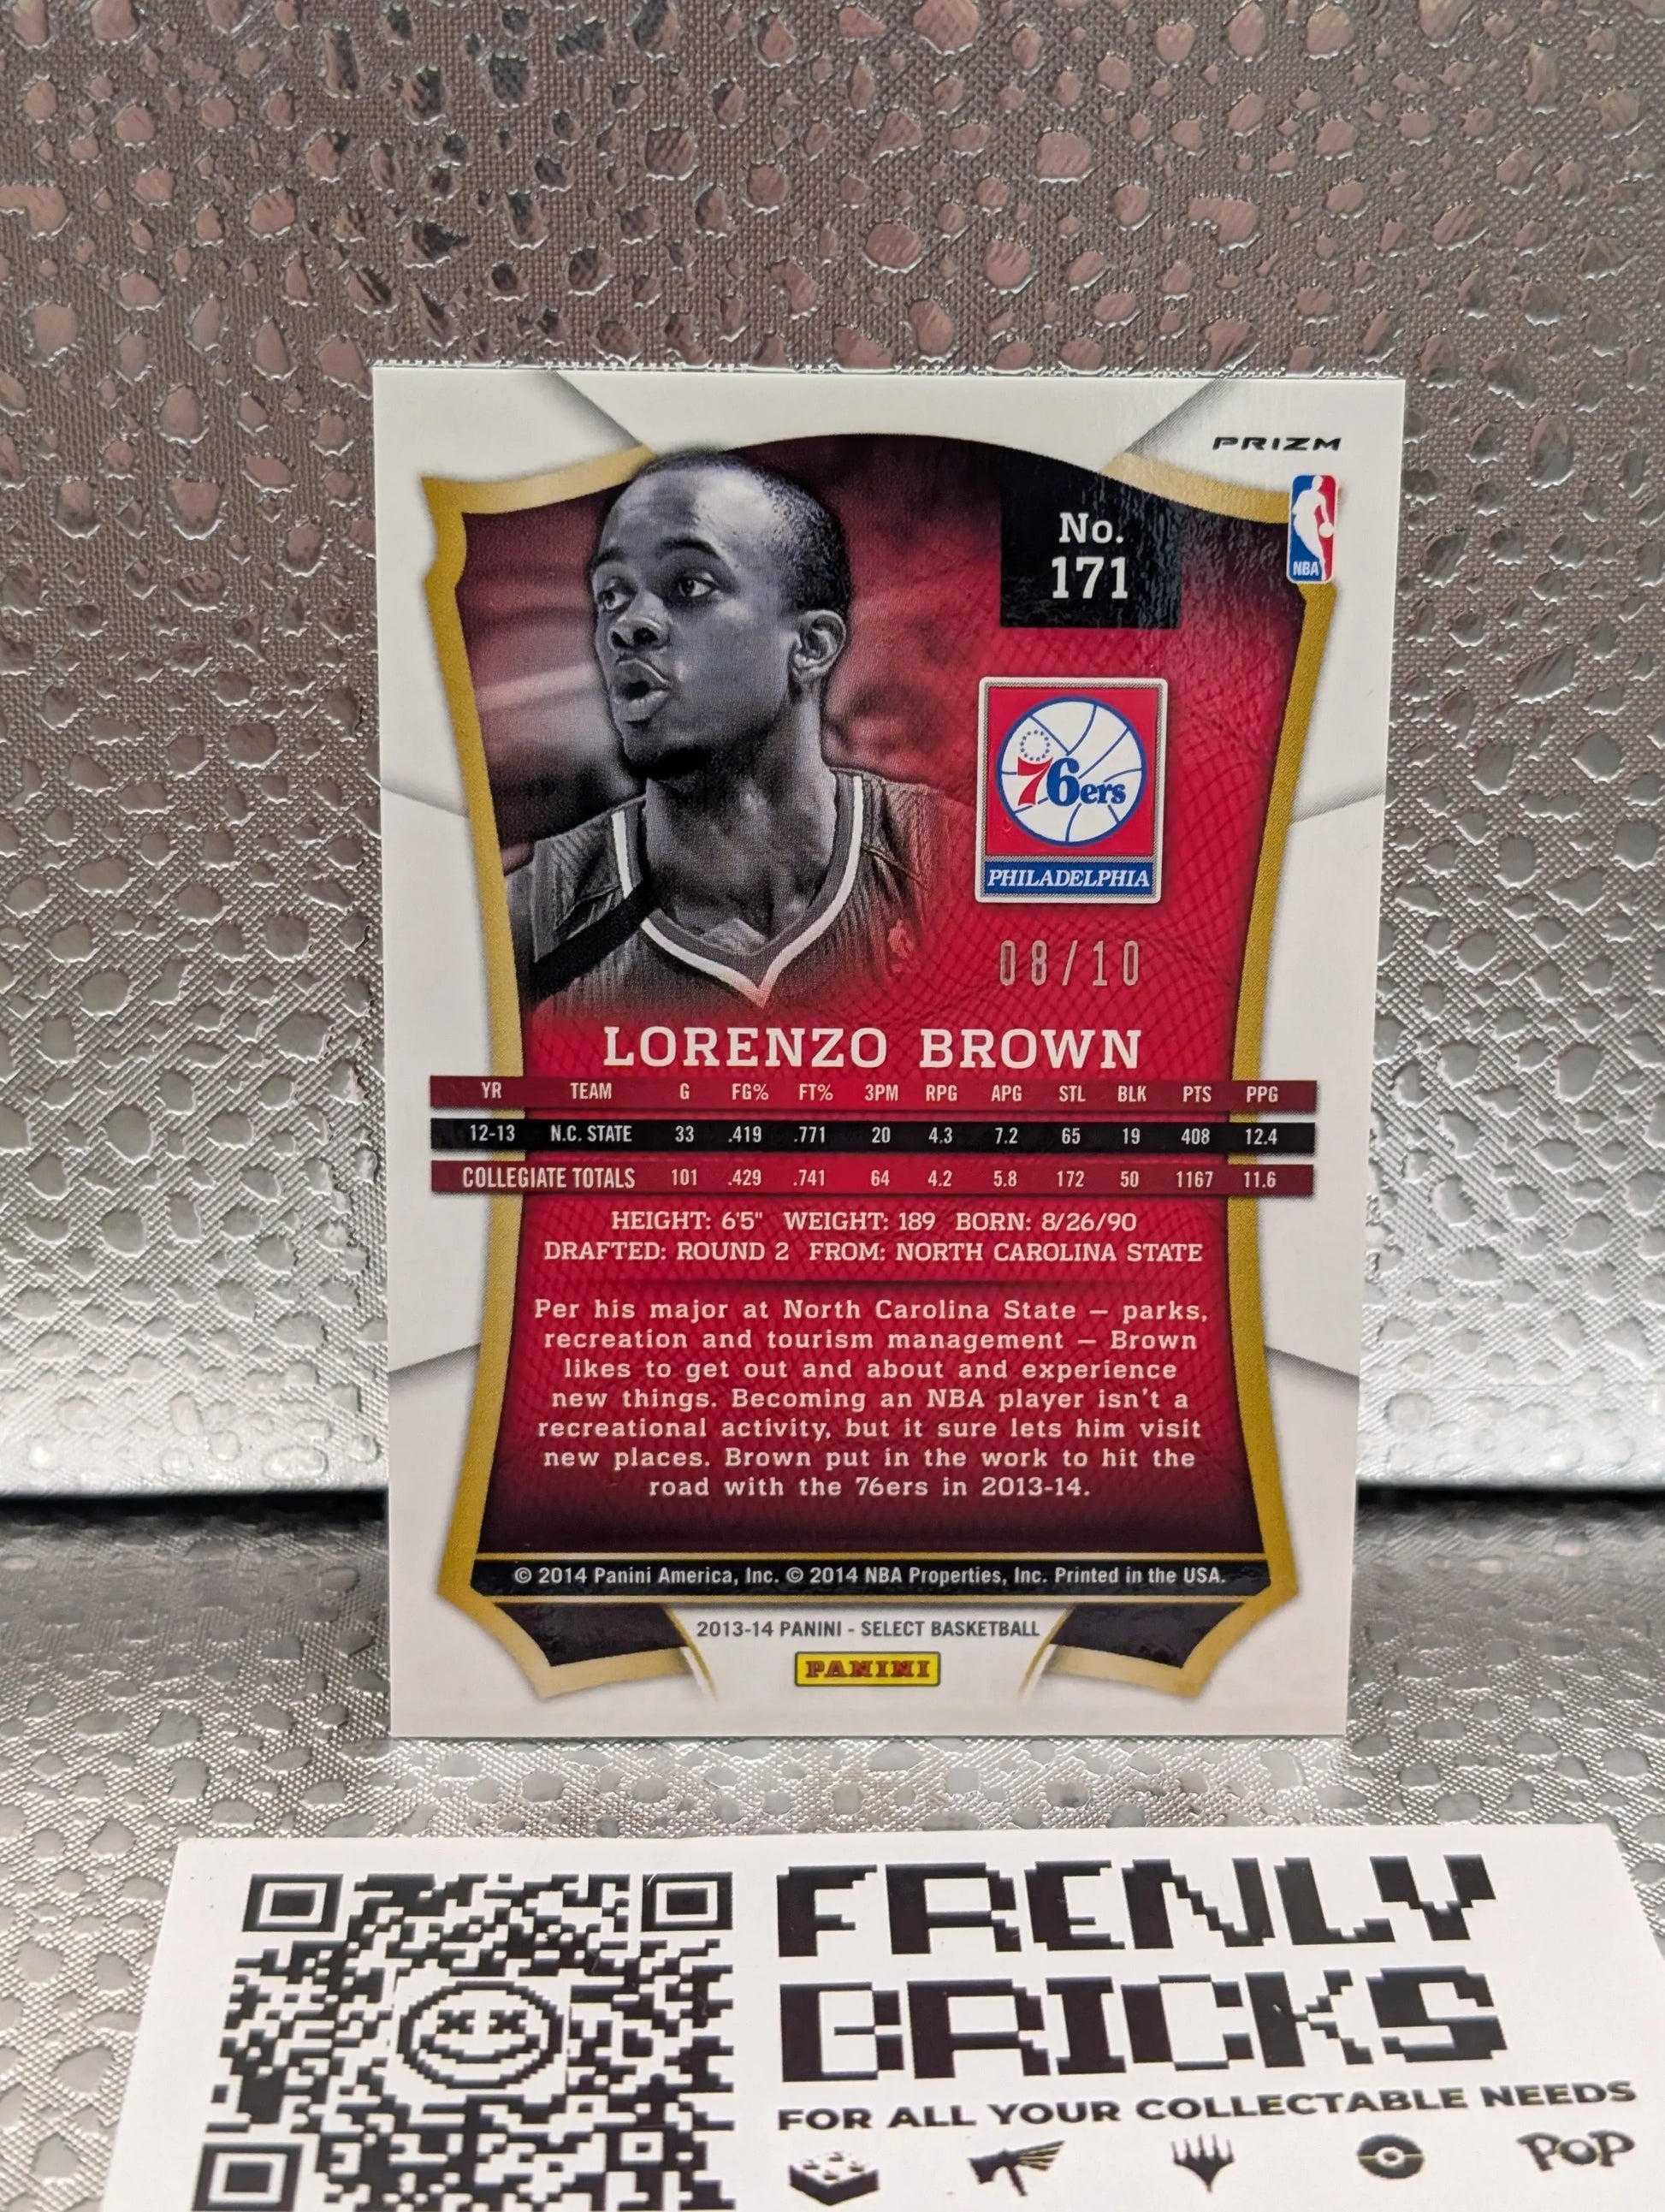 PRIZM
No.
171
NBA
76ers
PHILADELPHIA
08/10
LORENZO BROWN
YR TEAM G FG% FT% 3PM RPG APG STL BLK PTS PPG
12-13 N.C. STATE 33 .419 .771 20 4.3 7.2 65 19 408 12.4
COLLEGIATE TOTALS 101 .429 .741 64 4.2 5.8 172 50 1167 11.6
HEIGHT: 6'5" WEIGHT: 189 BORN: 8/26/90
DRAFTED: ROUND 2 FROM: NORTH CAROLINA STATE
Per his major at North Carolina State – parks,
recreation and tourism management – Brown
likes to get out and about and experience
new things. Becoming an NBA player isn't a
recreational activity, but it sure lets him visit
new places. Brown put in the work to hit the
road with the 76ers in 2013-14.
© 2014 Panini America, Inc. © 2014 NBA Properties, Inc. Printed in the USA.
2013-14 PANINI - SELECT BASKETBALL
PANINI
FRENLY
BRICKS
FOR ALL YOUR COLLECTABLE NEEDS
POP